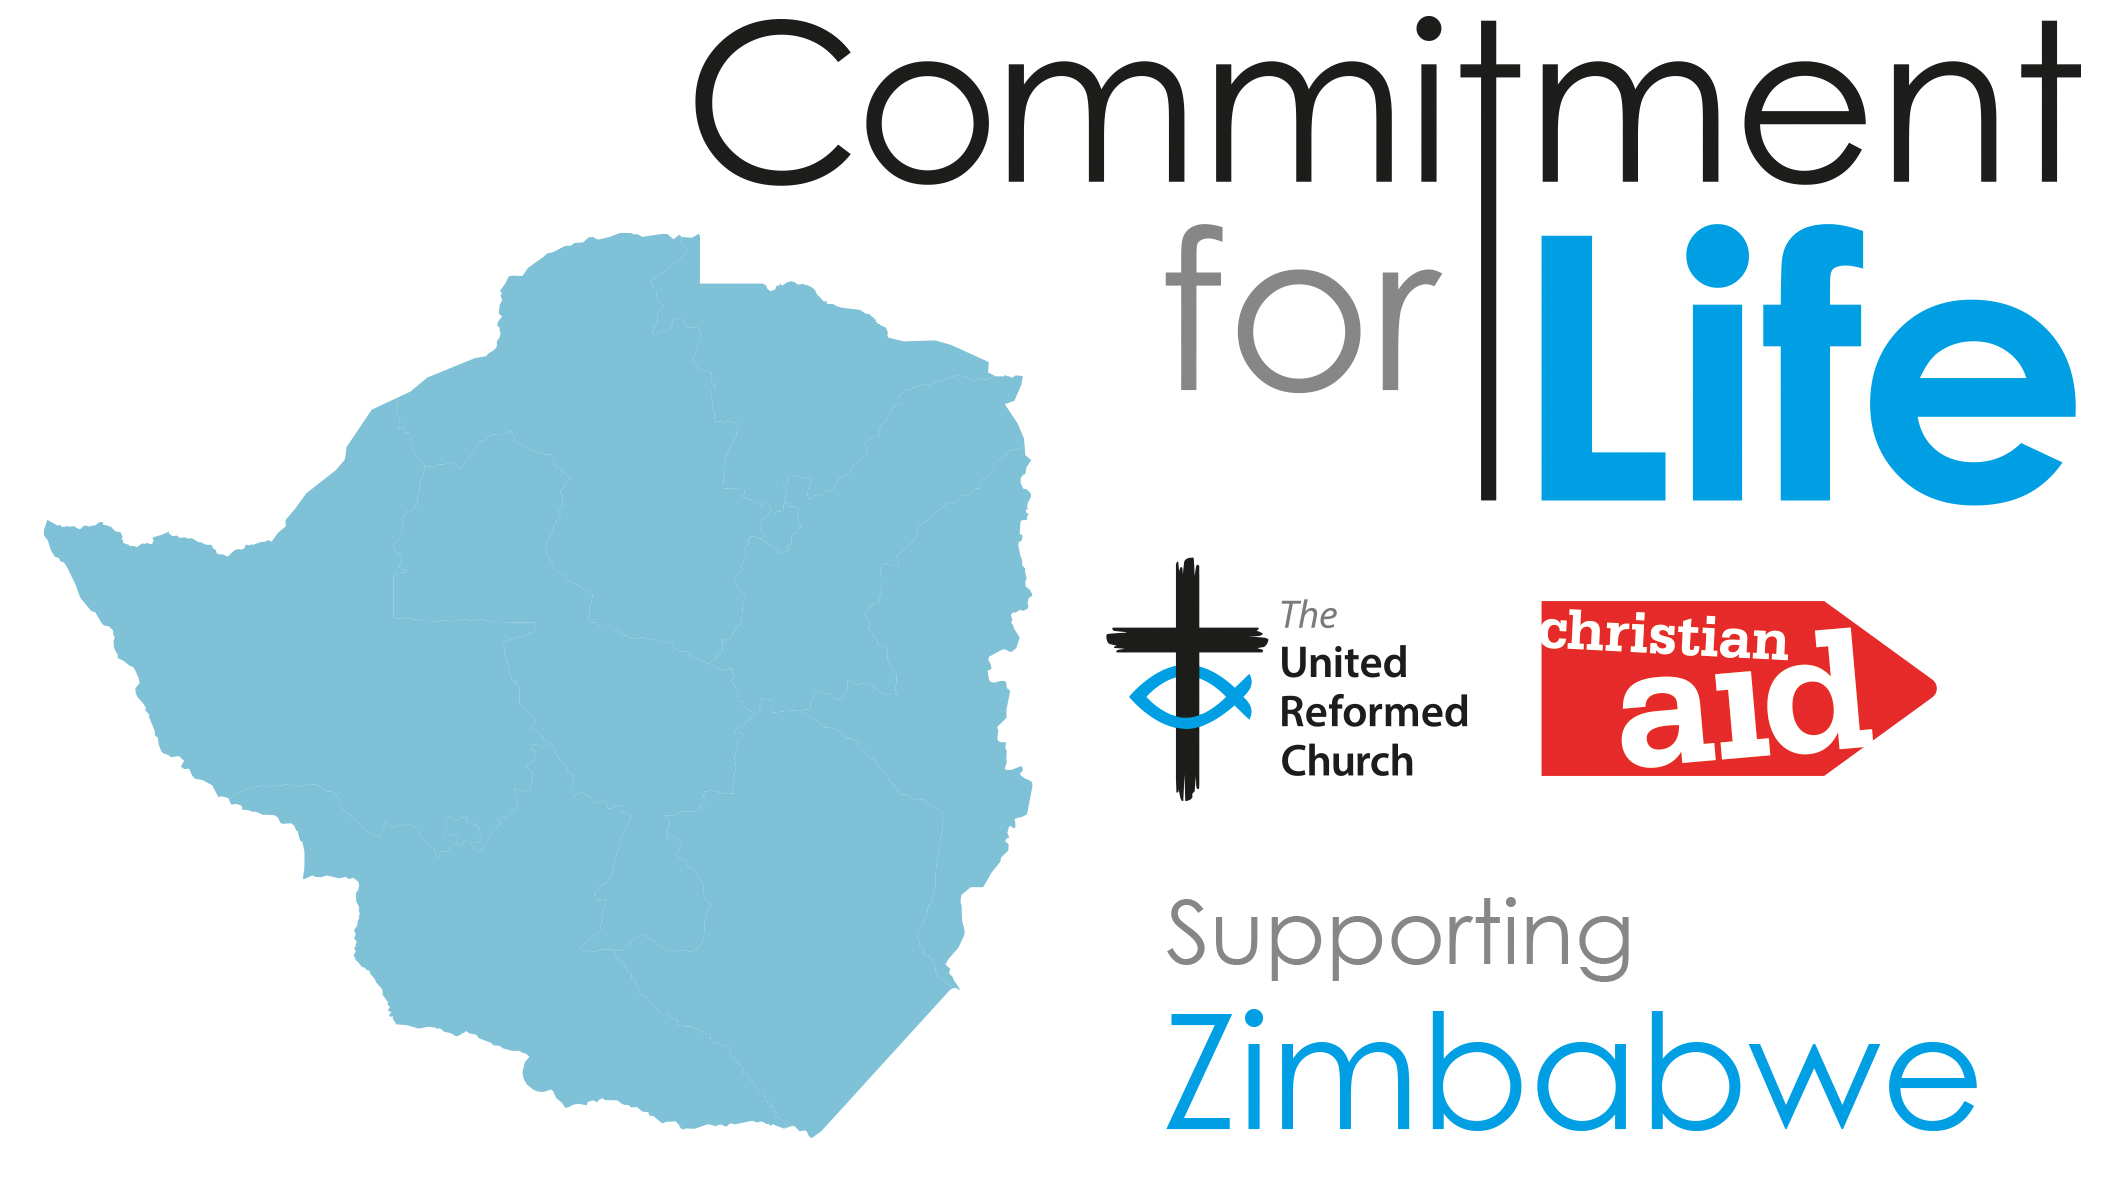 Commitment
for Life
The
United
Reformed
Church
christian
aid
Supporting
Zimbabwe